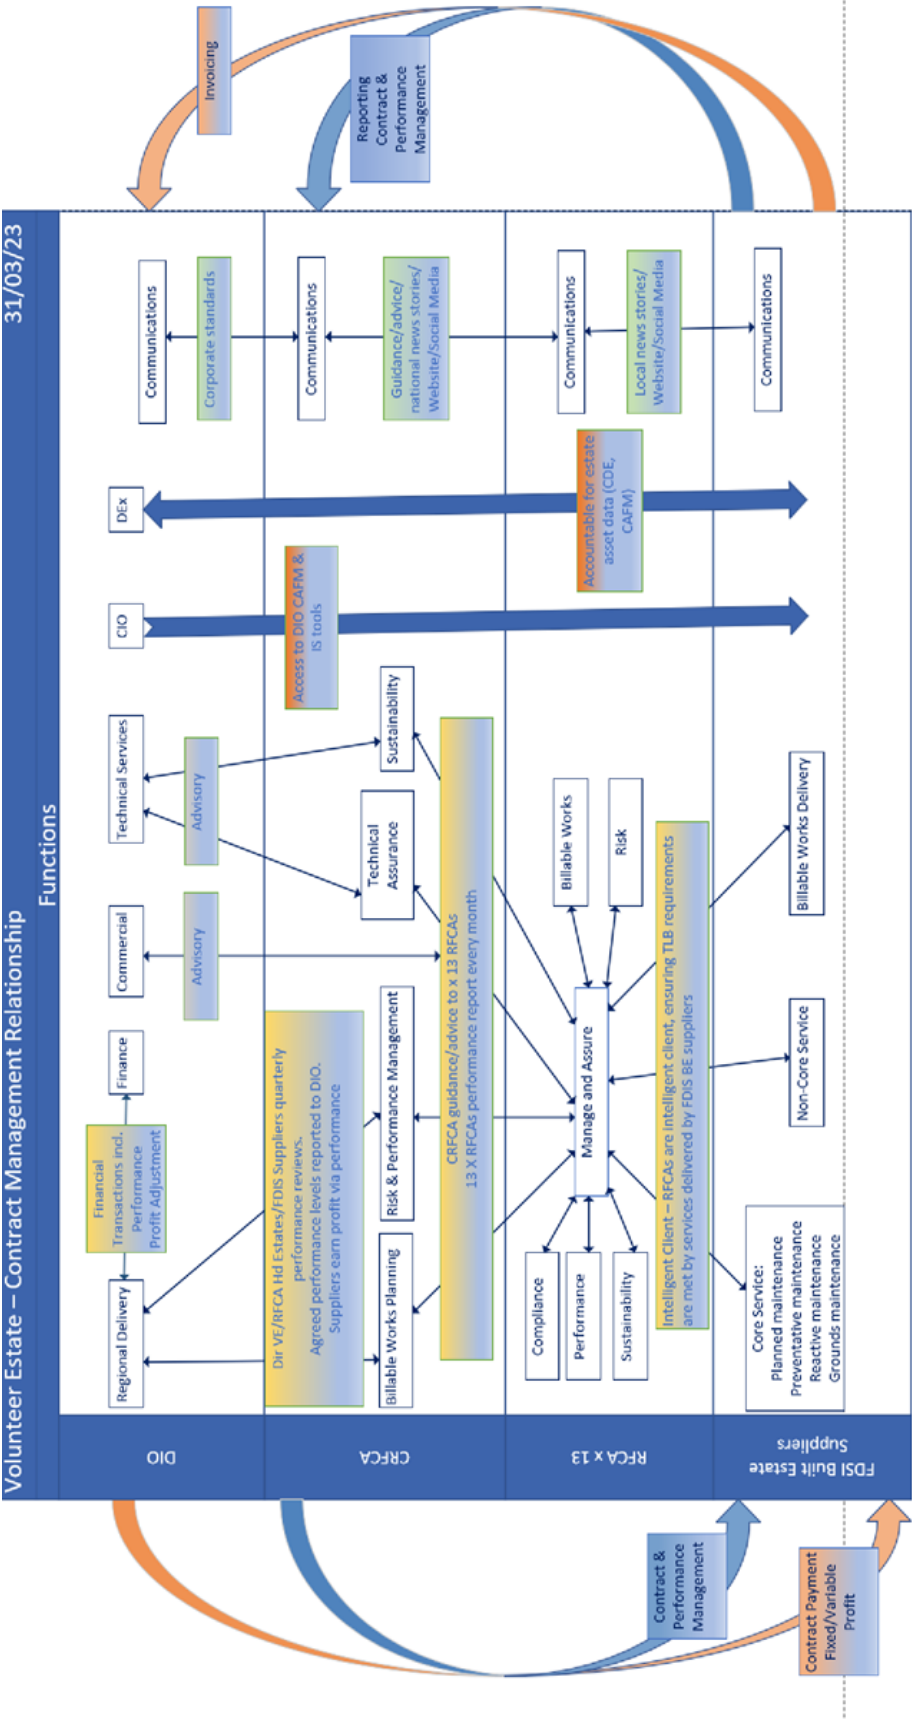 Volunteer Estate – Contract Management Relationship
31/03/23
Functions
DIO
Regional Delivery
Financial
Transactions incl.
Performance
Profit Adjustment
Finance
Commercial
Technical Services
CIO
DEx
Communications
Advisory
Advisory
Corporate standards
CRFCA
Dir VE/RFCA Hd Estates/FDIS Suppliers quarterly
performance reviews.
Agreed performance levels reported to DIO.
Suppliers earn profit via performance
Billable Works Planning
Risk & Performance Management
Technical
Assurance
Sustainability
Access to DIO CAFM &
IS tools
Communications
Guidance/advice/
national news stories/
Website/Social Media
CRFCA guidance/advice to x 13 RFCAs
13 X RFCAs performance report every month
RFCA x 13
Compliance
Performance
Sustainability
Manage and Assure
Billable Works
Risk
Accountable for estate
asset data (CDE,
CAFM)
Communications
Local news stories/
Website/Social Media
Intelligent Client – RFCAs are intelligent client, ensuring TLB requirements
are met by services delivered by FDIS BE suppliers
FDSI Built Estate
Suppliers
Core Service:
Planned maintenance
Preventative maintenance
Reactive maintenance
Grounds maintenance
Non-Core Service
Billable Works Delivery
Communications
Contract &
Performance
Management
Contract Payment
Fixed/Variable
Profit
Invoicing
Reporting
Contract &
Performance
Management